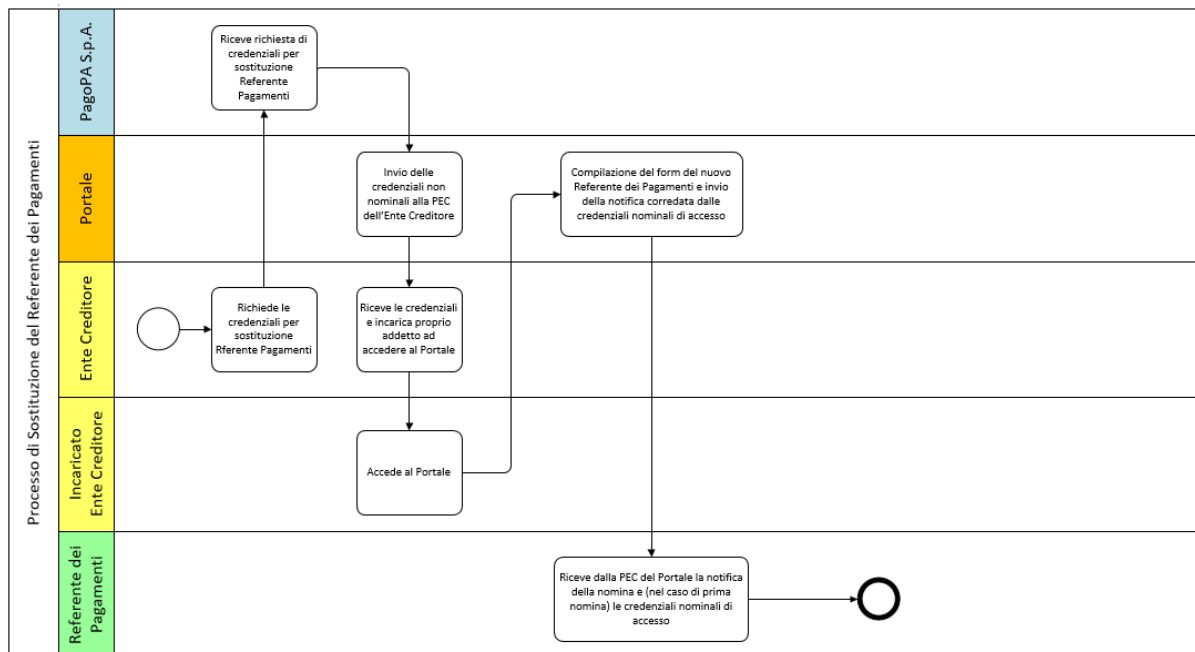 Processo di Sostituzione del Referente dei Pagamenti
PagoPA S.p.A.
Riceve richiesta di
credenziali per
sostituzione
Referente
Pagamenti
Portale
Invio delle
credenziali non
nominali alla PEC
dell'Ente Creditore
Compilazione del form del nuovo
Referente dei Pagamenti e invio
della notifica corredata dalle
credenziali nominali di accesso
Ente Creditore
Richiede le
credenziali per
sostituzione
Rferente Pagamenti
Riceve le credenziali
e incarica proprio
addetto ad
accedere al Portale
Incaricato
Ente Creditore
Accede al Portale
Referente dei
Pagamenti
Riceve dalla PEC del Portale la notifica
della nomina e (nel caso di prima
nomina) le credenziali nominali di
accesso